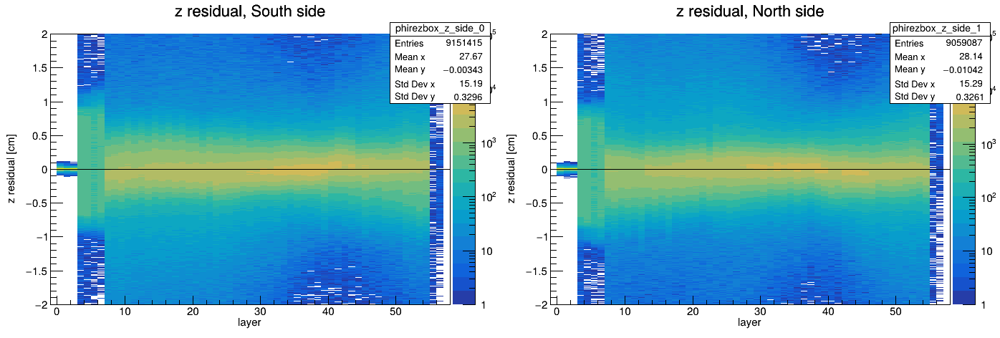 z residual, South side
phirezbox_z_side_0
Entries 9151415
Mean x 27.67
Mean y −0.00343
Std Dev x 15.19
Std Dev y 0.3296
z residual [cm]
2
1.5
1
0.5
0
−0.5
−1
−1.5
−2
0 10 20 30 40 50
layer
10³
10²
10
1
z residual, North side
phirezbox_z_side_1
Entries 9059087
Mean x 28.14
Mean y −0.01042
Std Dev x 15.29
Std Dev y 0.3261
z residual [cm]
2
1.5
1
0.5
0
−0.5
−1
−1.5
−2
0 10 20 30 40 50
layer
10³
10²
10
1